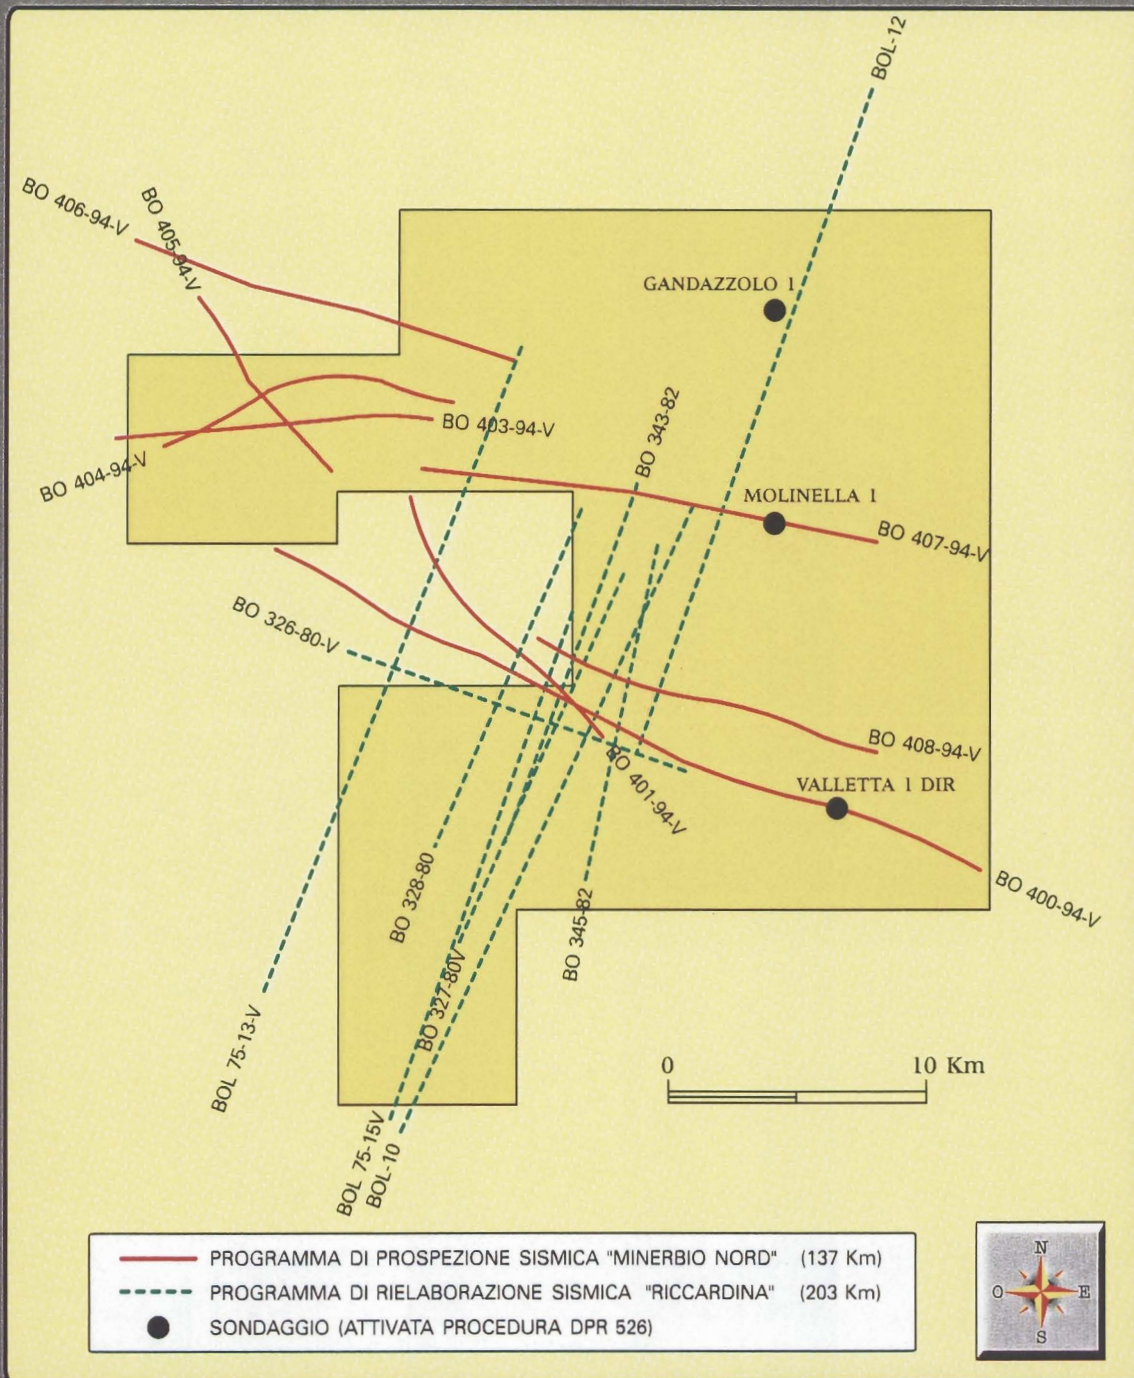 BOL-12
BO 406-94-V
BO 405-94-V
GANDAZZOLO 1
BO 343-82
BO 403-94-V
BO 404-94-V
MOLINELLA 1
BO 407-94-V
BO 326-80-V
BO 408-94-V
BO 401-94-V
VALLETTA 1 DIR
BO 328-80
BO 400-94-V
BO 345-82
BO 327-80V
BOL 75-13-V
0 10 Km
BOL 75-15V
BOL-10
PROGRAMMA DI PROSPEZIONE SISMICA "MINERBIO NORD" (137 Km)
PROGRAMMA DI RIELABORAZIONE SISMICA "RICCARDINA" (203 Km)
SONDAGGIO (ATTIVATA PROCEDURA DPR 526)
N
O E
S